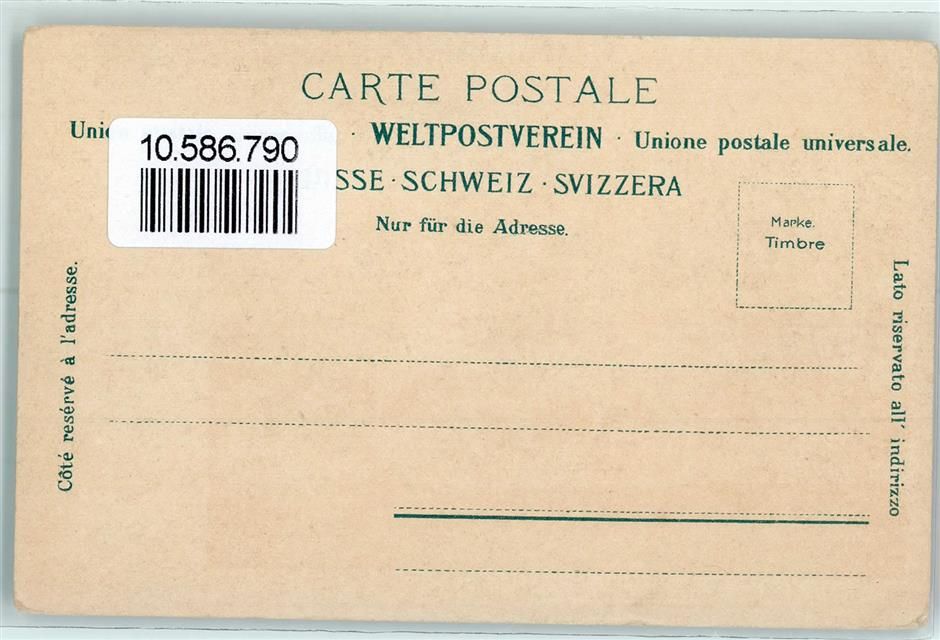 CARTE POSTALE
· WELTPOSTVEREIN · Unione postale universale.
10.586.790
SSE · SCHWEIZ · SVIZZERA
Nur für die Adresse.
Marke.
Timbre
Côté resérvé à l'adresse.
Lato riservato all' indirizzo